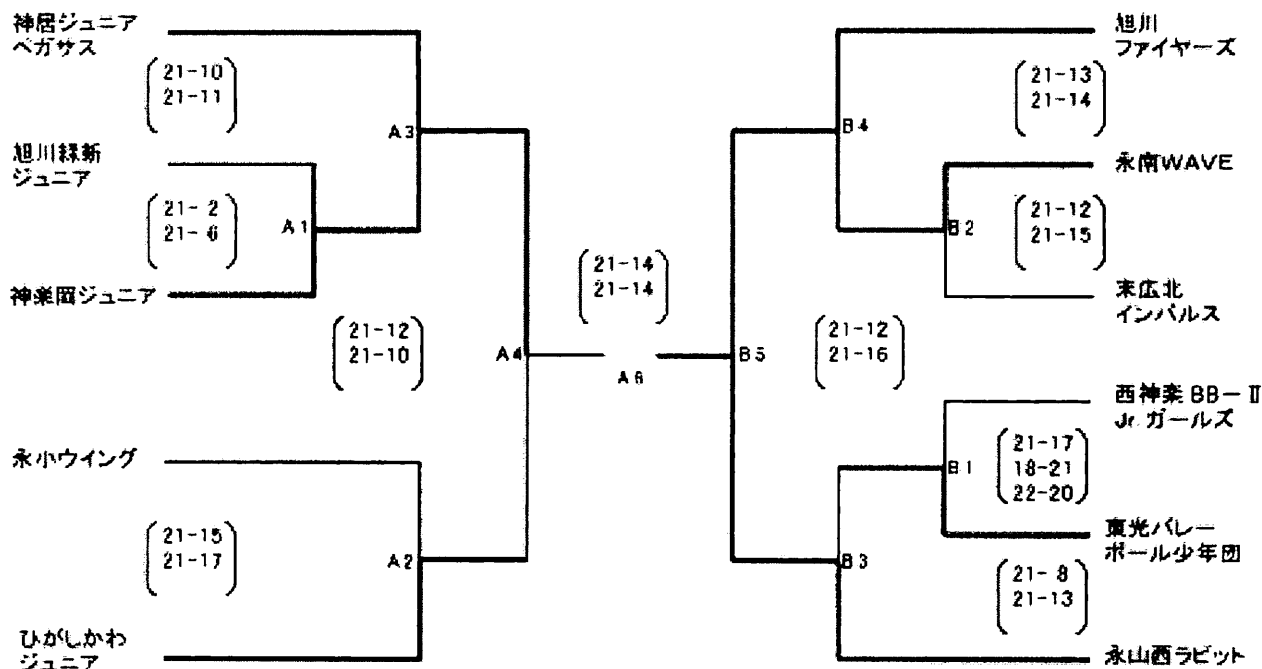 神居ジュニア
ペガサス
21-10
21-11
A3
旭川緑新
ジュニア
21- 2
21- 6
A1
神楽岡ジュニア
21-12
21-10
A4
永小ウイング
21-15
21-17
A2
ひがしかわ
ジュニア
21-14
21-14
A6
旭川
ファイヤーズ
21-13
21-14
B4
永南WAVE
21-12
21-15
B2
末広北
インパルス
B5
21-12
21-16
西神楽BB-Ⅱ
Jr.ガールズ
21-17
18-21
22-20
B1
東光バレー
ボール少年団
21- 8
21-13
B3
永山西ラビット